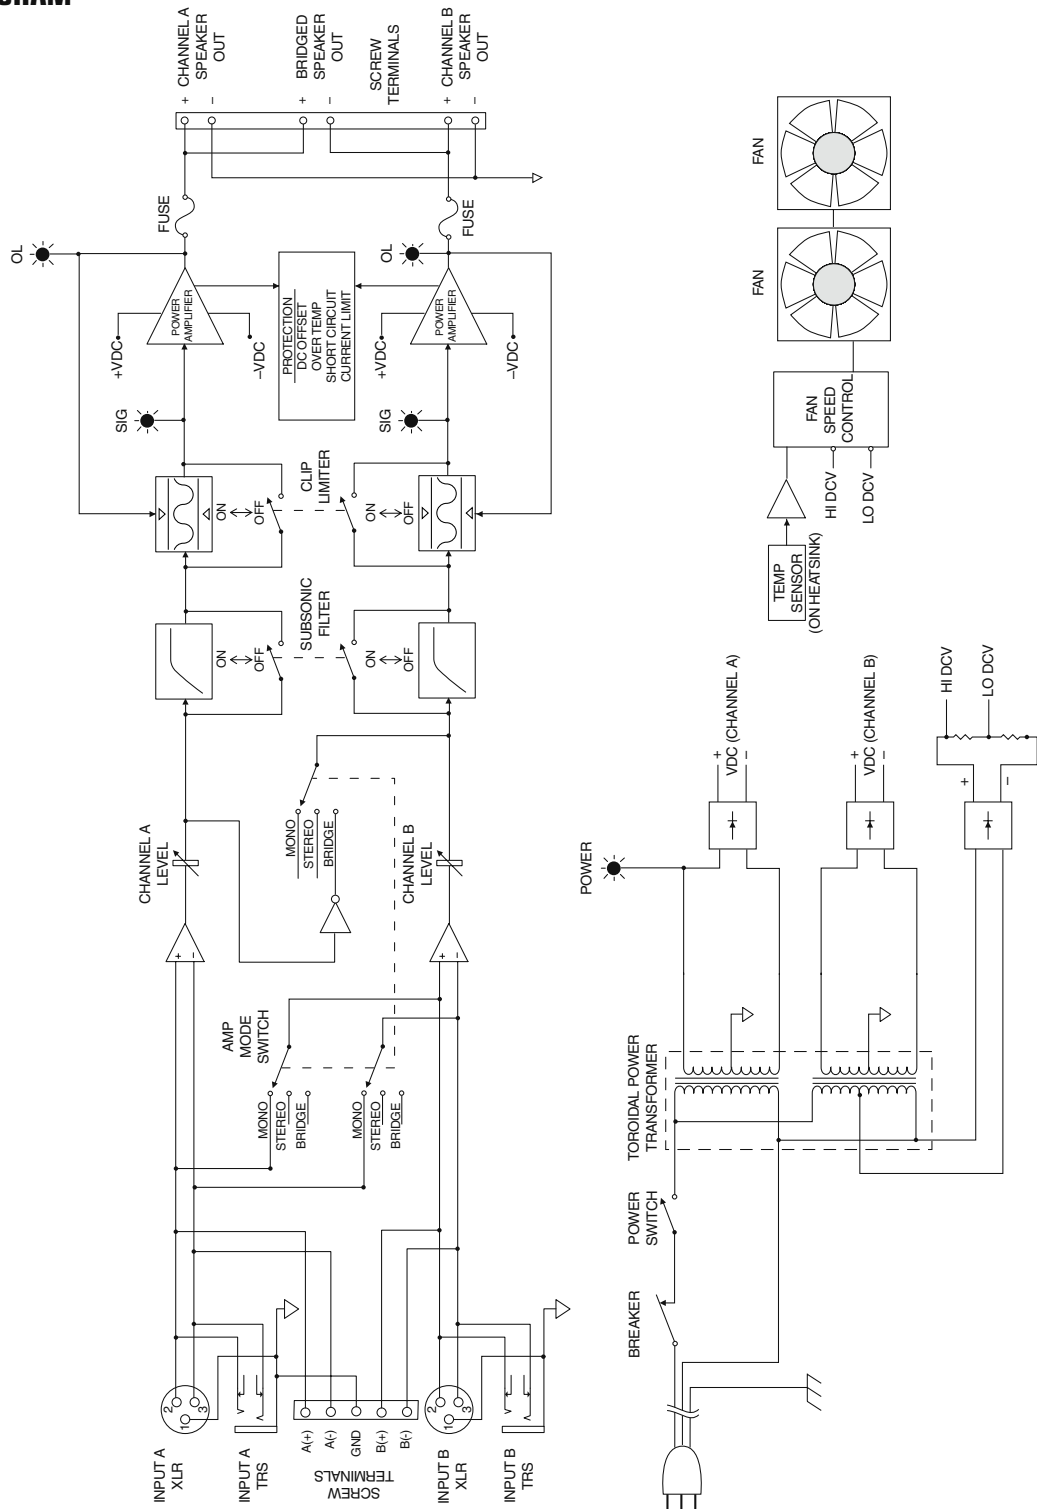 INPUT A
XLR
2
1
3
INPUT A
TRS
SCREW
TERMINALS
A(+)
A(-)
GND
B(+)
B(-)
INPUT B
XLR
2
1
3
INPUT B
TRS
AMP
MODE
SWITCH
MONO
STEREO
BRIDGE
MONO
STEREO
BRIDGE
+
–
+
–
CHANNEL A
LEVEL
MONO
STEREO
BRIDGE
CHANNEL B
LEVEL
ON
OFF
SUBSONIC
FILTER
ON
OFF
ON
OFF
CLIP
LIMITER
ON
OFF
SIG
SIG
+VDC
POWER
AMPLIFIER
–VDC
PROTECTION
DC OFFSET
OVER TEMP
SHORT CIRCUIT
CURRENT LIMIT
+VDC
POWER
AMPLIFIER
–VDC
OL
OL
FUSE
FUSE
+ CHANNEL A
SPEAKER
– OUT
+ BRIDGED
SPEAKER
– OUT
SCREW
TERMINALS
+ CHANNEL B
SPEAKER
– OUT
BREAKER
POWER
SWITCH
TOROIDAL POWER
TRANSFORMER
POWER
+
VDC (CHANNEL A)
–
+
VDC (CHANNEL B)
–
+
–
HI DCV
LO DCV
TEMP
SENSOR
(ON HEATSINK)
HI DCV
LO DCV
FAN
SPEED
CONTROL
FAN
FAN